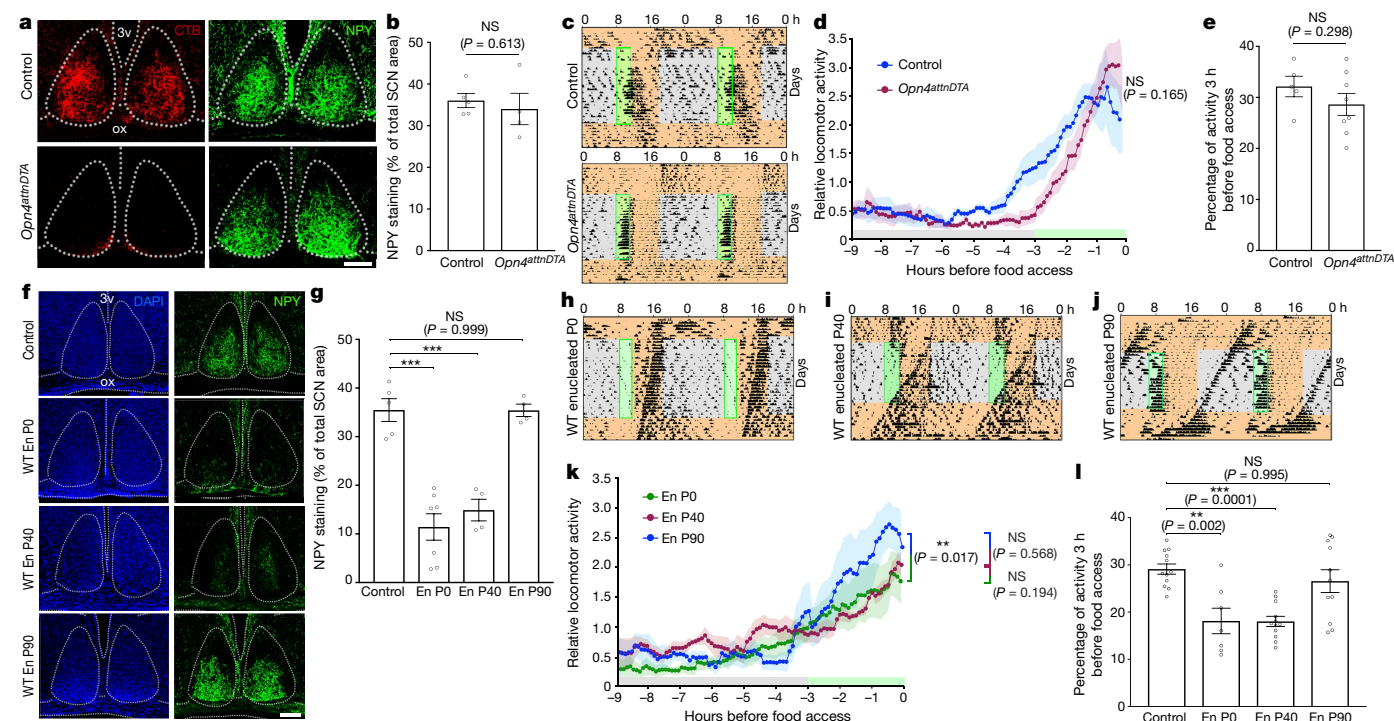 a
CTB
3v
NPY
Control
ox
Opn4attnDTA
b
NS
(P = 0.613)
NPY staining (% of total SCN area)
50
40
30
20
10
0
Control
Opn4attnDTA
c
0 8 16 0 8 16 0 h
Control
Days
0 8 16 0 8 16 0 h
Opn4attnDTA
Days
d
Relative locomotor activity
3.5
3.0
2.5
2.0
1.5
1.0
0.5
0
Control
Opn4attnDTA
NS
(P = 0.165)
−9 −8 −7 −6 −5 −4 −3 −2 −1 0
Hours before food access
e
NS
(P = 0.298)
Percentage of activity 3 h
before food access
40
30
20
10
0
Control
Opn4attnDTA
f
DAPI
3v
NPY
Control
ox
WT En P0
WT En P40
WT En P90
g
NS
(P = 0.999)
***
***
NPY staining (% of total SCN area)
50
40
30
20
10
0
Control En P0 En P40 En P90
h
0 8 16 0 8 16 0 h
WT enucleated P0
Days
i
0 8 16 0 8 16 0 h
WT enucleated P40
Days
j
0 8 16 0 8 16 0 h
WT enucleated P90
Days
k
Relative locomotor activity
3.5
3.0
2.5
2.0
1.5
1.0
0.5
0
En P0
En P40
En P90
**
(P = 0.017)
NS
(P = 0.568)
NS
(P = 0.194)
−9 −8 −7 −6 −5 −4 −3 −2 −1 0
Hours before food access
l
NS
(P = 0.995)
***
(P = 0.0001)
**
(P = 0.002)
Percentage of activity 3 h
before food access
40
30
20
10
0
Control En P0 En P40 En P90